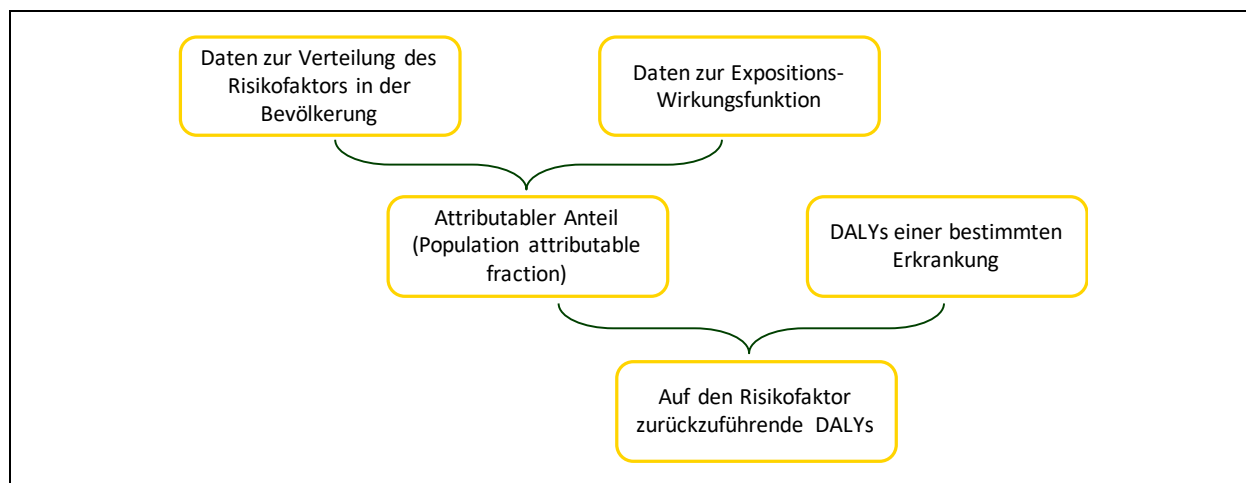 Daten zur Verteilung des
Risikofaktors in der
Bevölkerung
Daten zur Expositions-
Wirkungsfunktion
Attributabler Anteil
(Population attributable
fraction)
DALYs einer bestimmten
Erkrankung
Auf den Risikofaktor
zurückzuführende DALYs